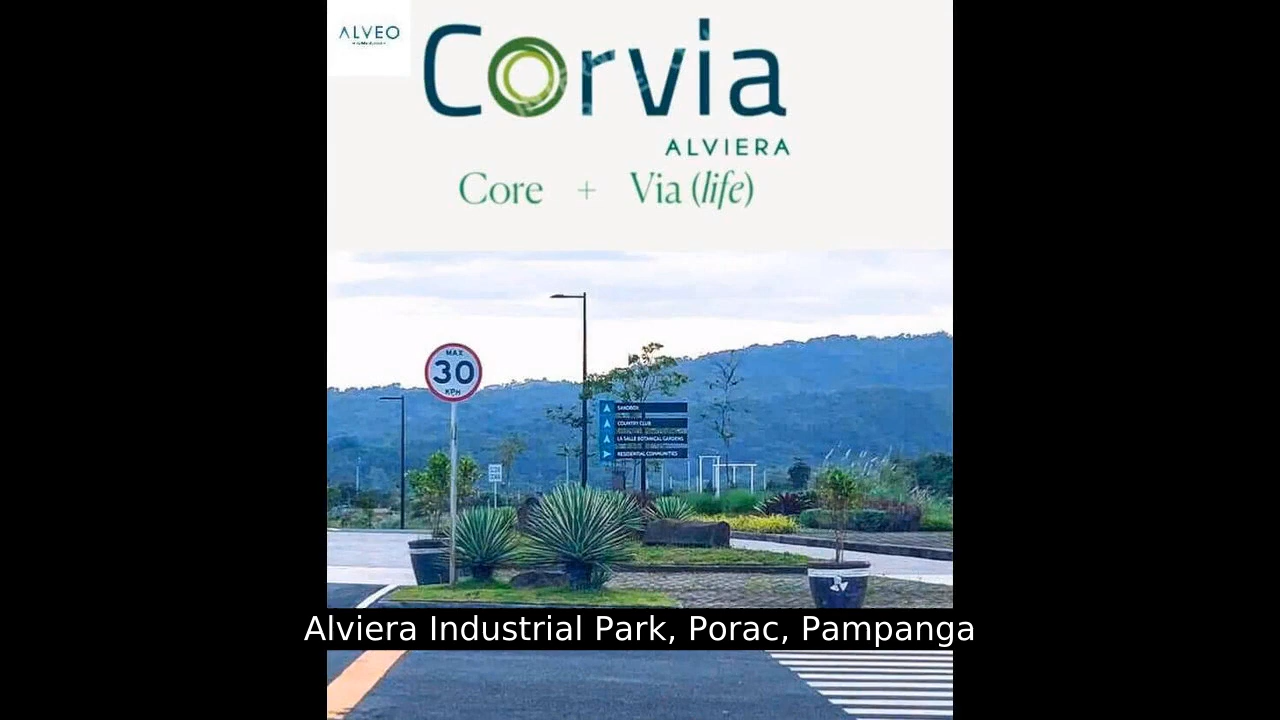 ALVEO
Corvia
ALVIERA
Core + Via (life)
MAX
30
KPH
SANDBOX
COUNTRY CLUB
LA SALLE BOTANICAL GARDENS
RESIDENTIAL COMMUNITIES
Alviera Industrial Park, Porac, Pampanga